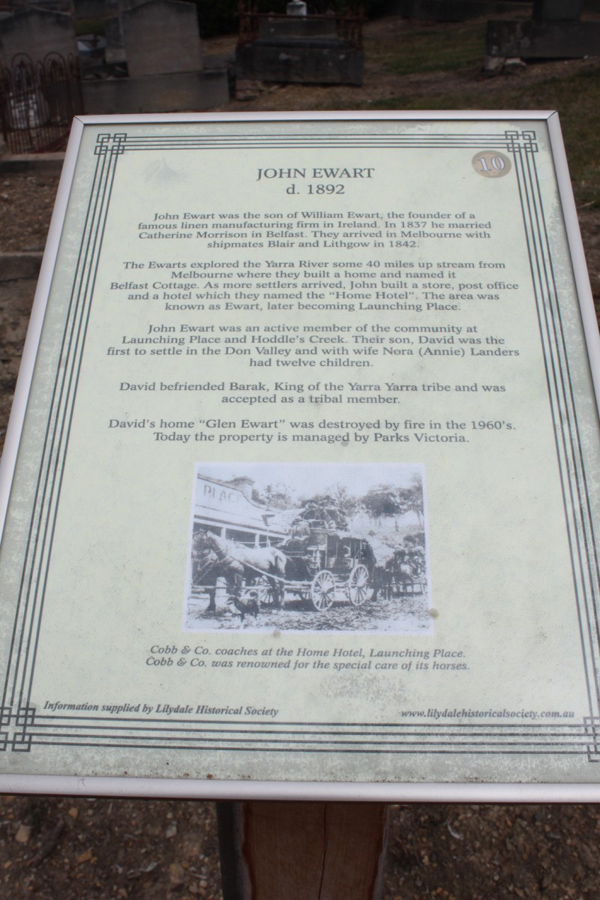 10
JOHN EWART
d. 1892
John Ewart was the son of William Ewart, the founder of a
famous linen manufacturing firm in Ireland. In 1837 he married
Catherine Morrison in Belfast. They arrived in Melbourne with
shipmates Blair and Lithgow in 1842.
The Ewarts explored the Yarra River some 40 miles up stream from
Melbourne where they built a home and named it
Belfast Cottage. As more settlers arrived, John built a store, post office
and a hotel which they named the “Home Hotel”. The area was
known as Ewart, later becoming Launching Place.
John Ewart was an active member of the community at
Launching Place and Hoddle's Creek. Their son, David was the
first to settle in the Don Valley and with wife Nora (Annie) Landers
had twelve children.
David befriended Barak, King of the Yarra Yarra tribe and was
accepted as a tribal member.
David's home “Glen Ewart” was destroyed by fire in the 1960's.
Today the property is managed by Parks Victoria.
Cobb & Co. coaches at the Home Hotel, Launching Place.
Cobb & Co. was renowned for the special care of its horses.
Information supplied by Lilydale Historical Society
www.lilydalehistoricalsociety.com.au